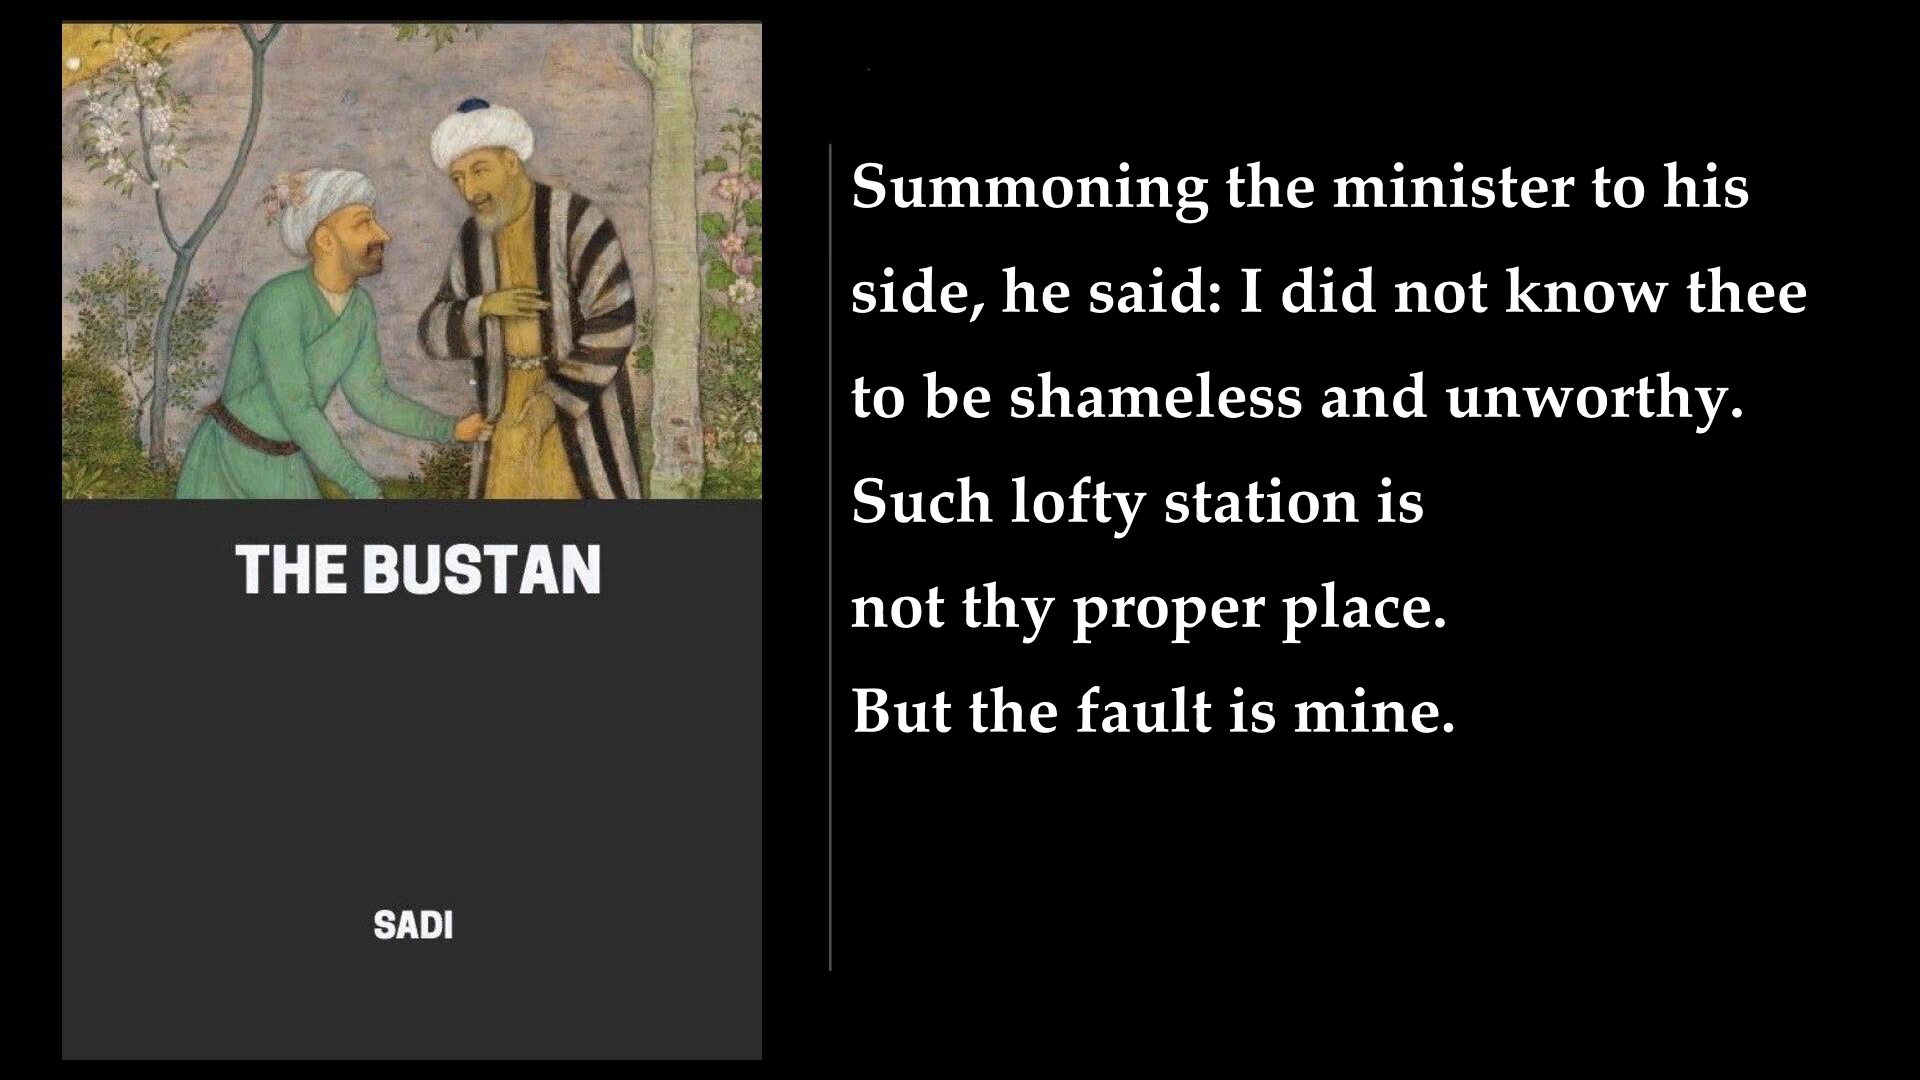 THE BUSTAN
SADI
Summoning the minister to his
side, he said: I did not know thee
to be shameless and unworthy.
Such lofty station is
not thy proper place.
But the fault is mine.